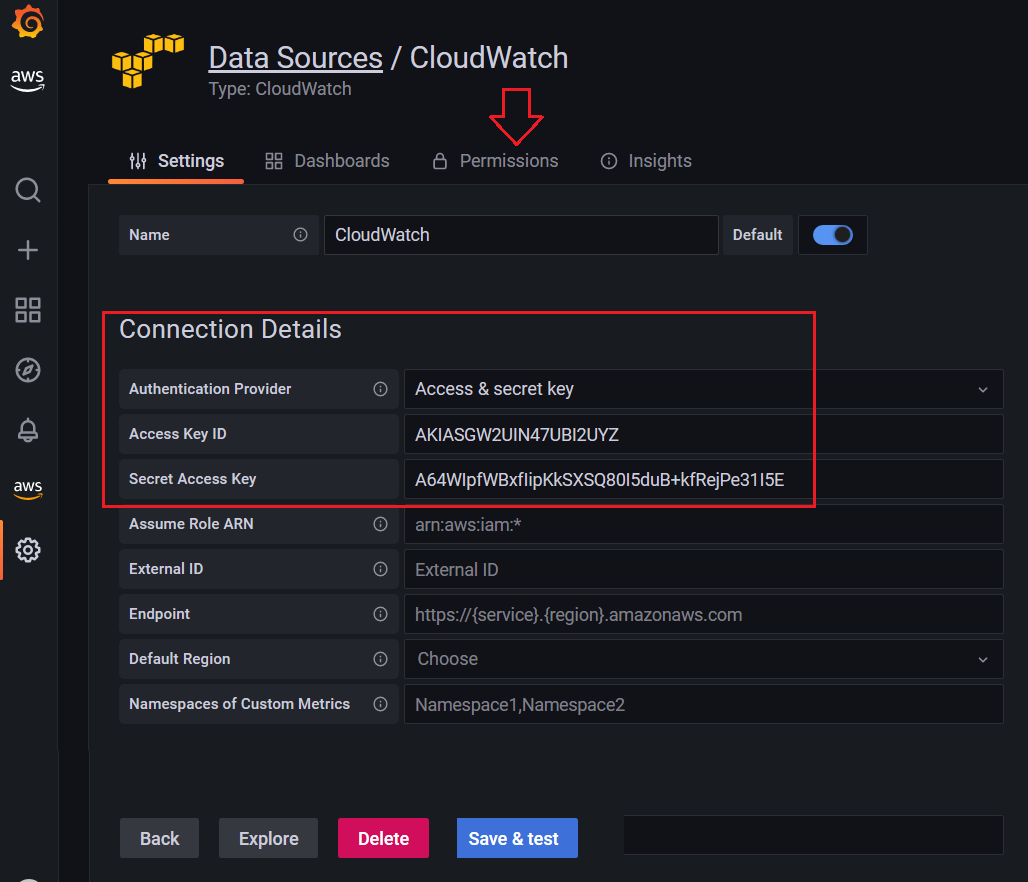 aws
Data Sources / CloudWatch
Type: CloudWatch
Settings Dashboards Permissions Insights
Name CloudWatch Default
Connection Details
Authentication Provider Access & secret key
Access Key ID AKIASGW2UIN47UBI2UYZ
Secret Access Key
aws
Assume Role ARN arn:aws:iam:*
External ID External ID
Endpoint https://{service}.{region}.amazonaws.com
Default Region Choose
Namespaces of Custom Metrics Namespace1,Namespace2
Back Explore Delete Save & test